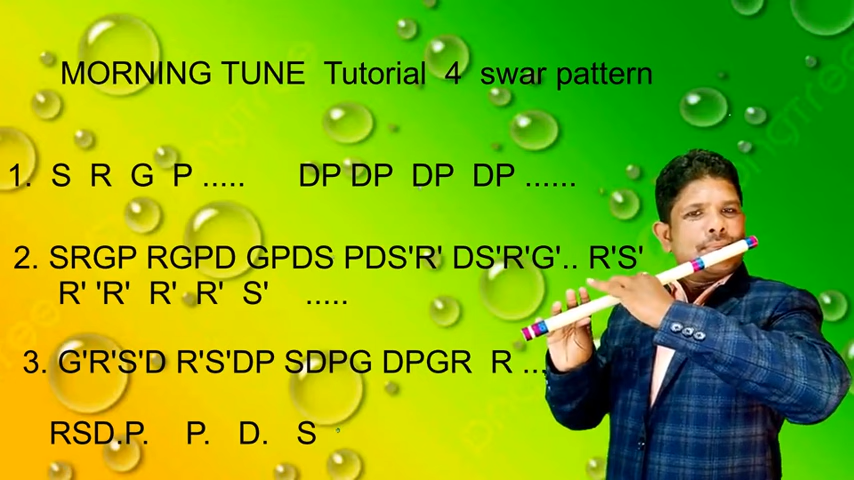 MORNING TUNE Tutorial 4 swar pattern
1. S R G P ..... DP DP DP DP ......
2. SRGP RGPD GPDS PDS'R' DS'R'G'.. R'S'
R' 'R' R' R' S' .....
3. G'R'S'D R'S'DP SDPG DPGR R ...
RSD.P. P. D. S